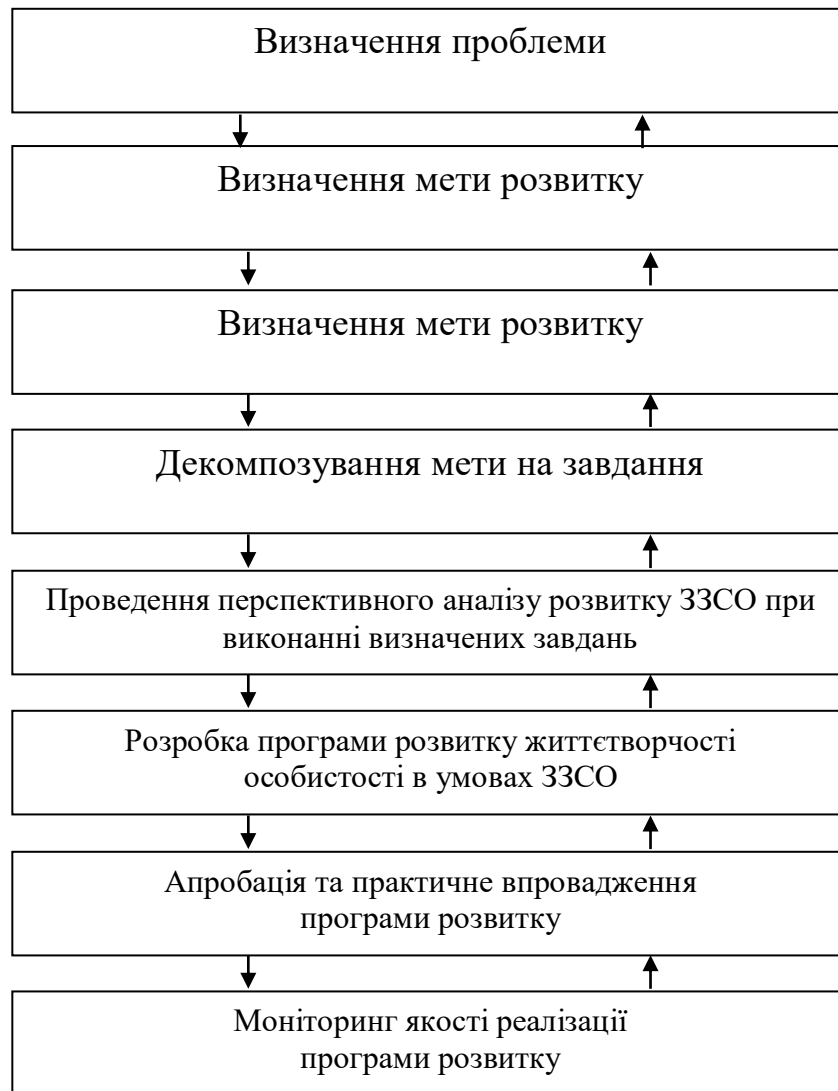 Визначення проблеми
Визначення мети розвитку
Визначення мети розвитку
Декомпозування мети на завдання
Проведення перспективного аналізу розвитку ЗЗСО при
виконанні визначених завдань
Розробка програми розвитку життєтворчості
особистості в умовах ЗЗСО
Апробація та практичне впровадження
програми розвитку
Моніторинг якості реалізації
програми розвитку